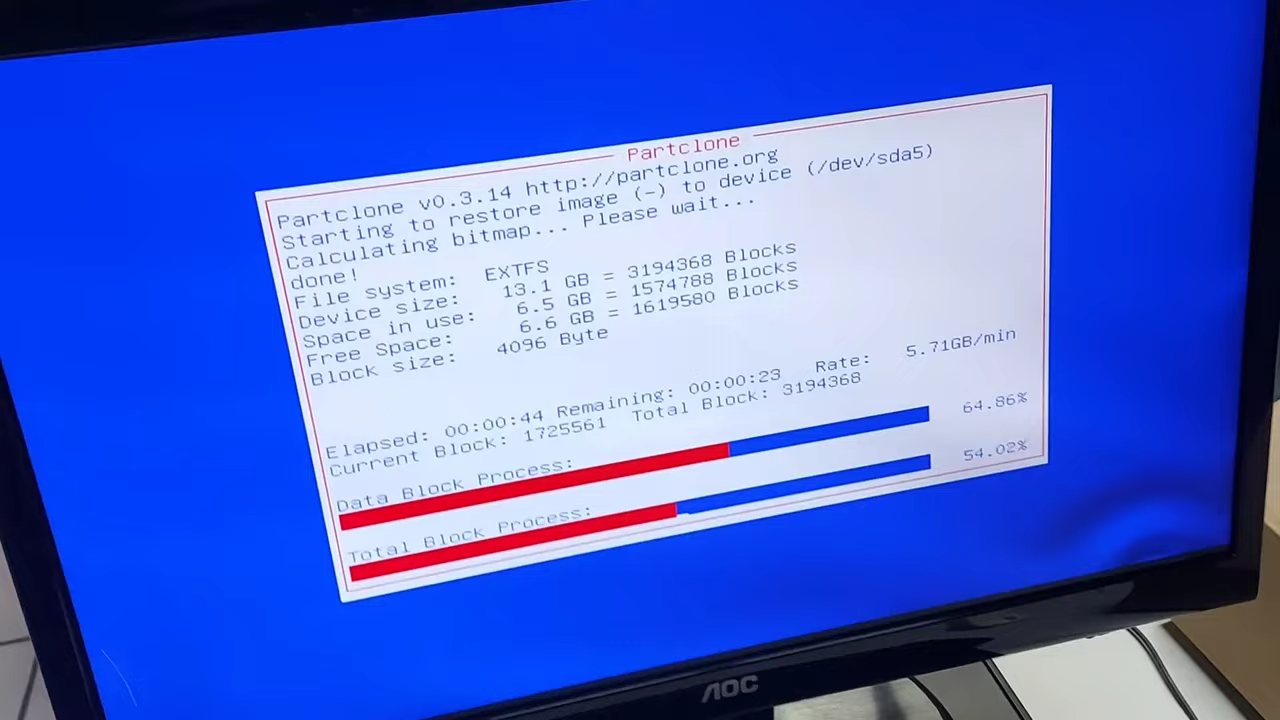 Partclone
Partclone v0.3.14 http://partclone.org
Starting to restore image (-) to device (/dev/sda5)
Calculating bitmap... Please wait...
done!
File system: EXTFS
Device size: 13.1 GB = 3194368 Blocks
Space in use: 6.5 GB = 1574788 Blocks
Free Space: 6.6 GB = 1619580 Blocks
Block size: 4096 Byte
Elapsed: 00:00:44 Remaining: 00:00:23 Rate: 5.71GB/min
Current Block: 1725561 Total Block: 3194368
Data Block Process: 64.86%
Total Block Process: 54.02%
AOC